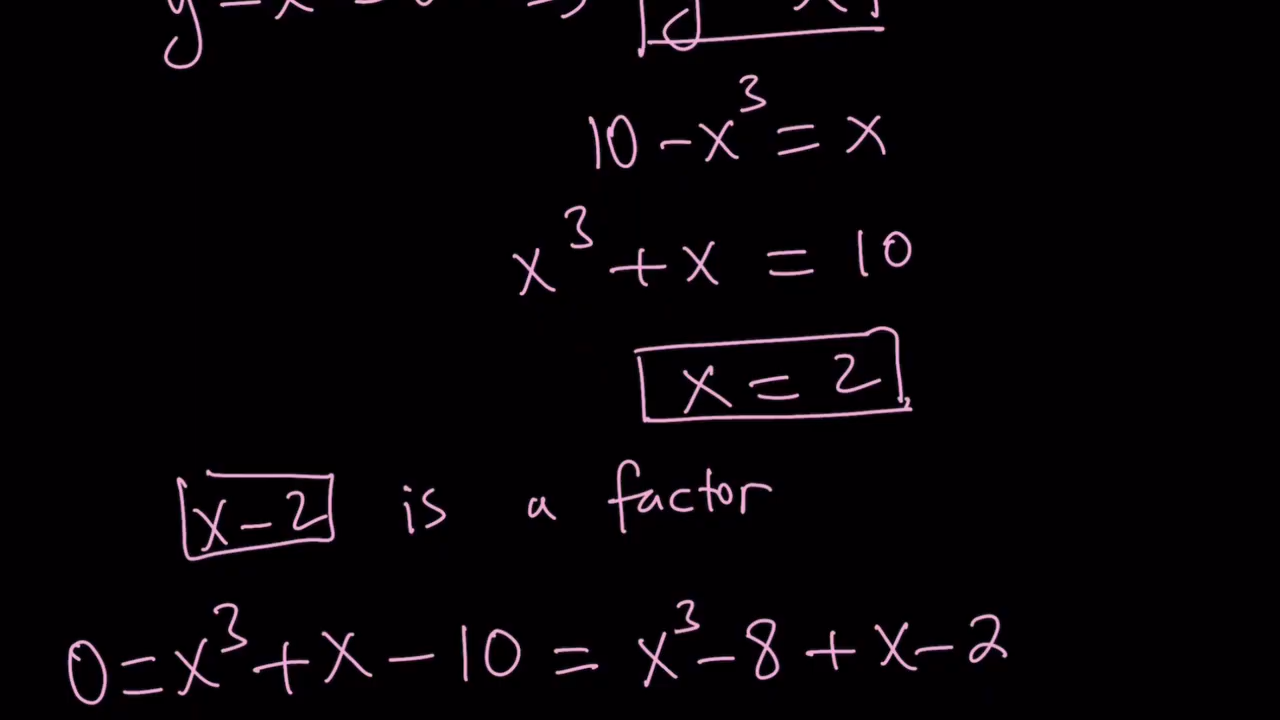 10 - x³ = x
x³ + x = 10
x = 2
x - 2 is a factor
0 = x³ + x - 10 = x³ - 8 + x - 2